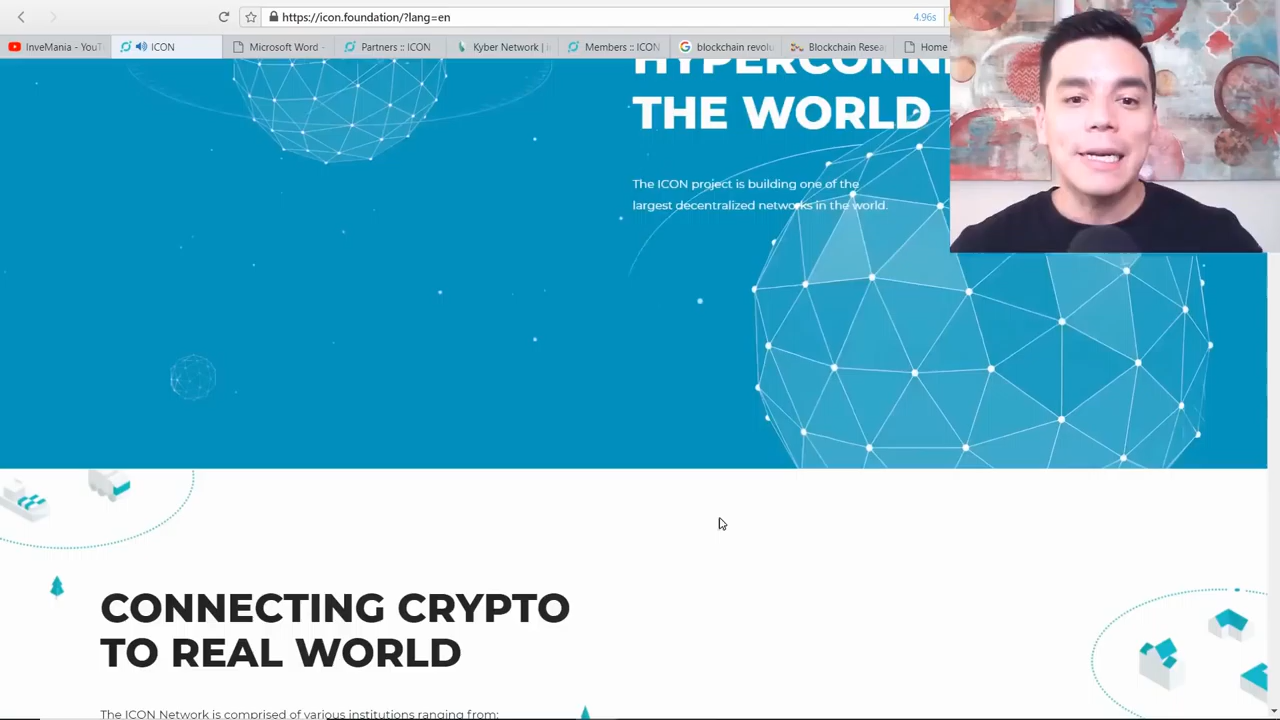 https://icon.foundation/?lang=en
4.96s
InveMania - YouT
ICON
Microsoft Word -
Partners :: ICON
Kyber Network | I
Members :: ICON
blockchain revolu
Blockchain Resea
Home
HYPERCONN
THE WORLD
The ICON project is building one of the
largest decentralized networks in the world.
CONNECTING CRYPTO
TO REAL WORLD
The ICON Network is comprised of various institutions ranging from: